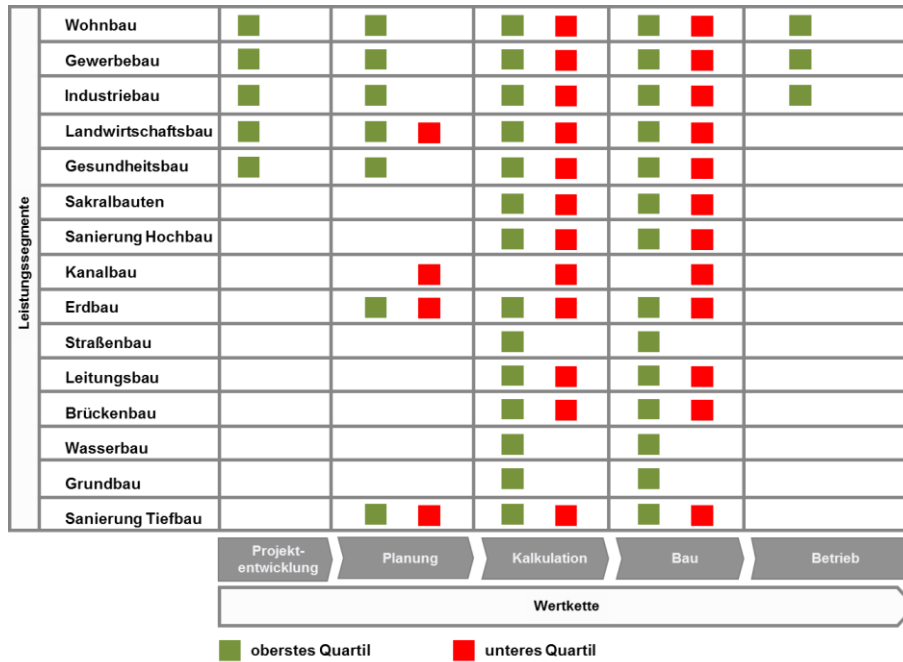 Leistungssegmente
Wohnbau
Gewerbebau
Industriebau
Landwirtschaftsbau
Gesundheitsbau
Sakralbauten
Sanierung Hochbau
Kanalbau
Erdbau
Straßenbau
Leitungsbau
Brückenbau
Wasserbau
Grundbau
Sanierung Tiefbau
Projekt-
entwicklung
Planung
Kalkulation
Bau
Betrieb
Wertkette
oberstes Quartil
unteres Quartil